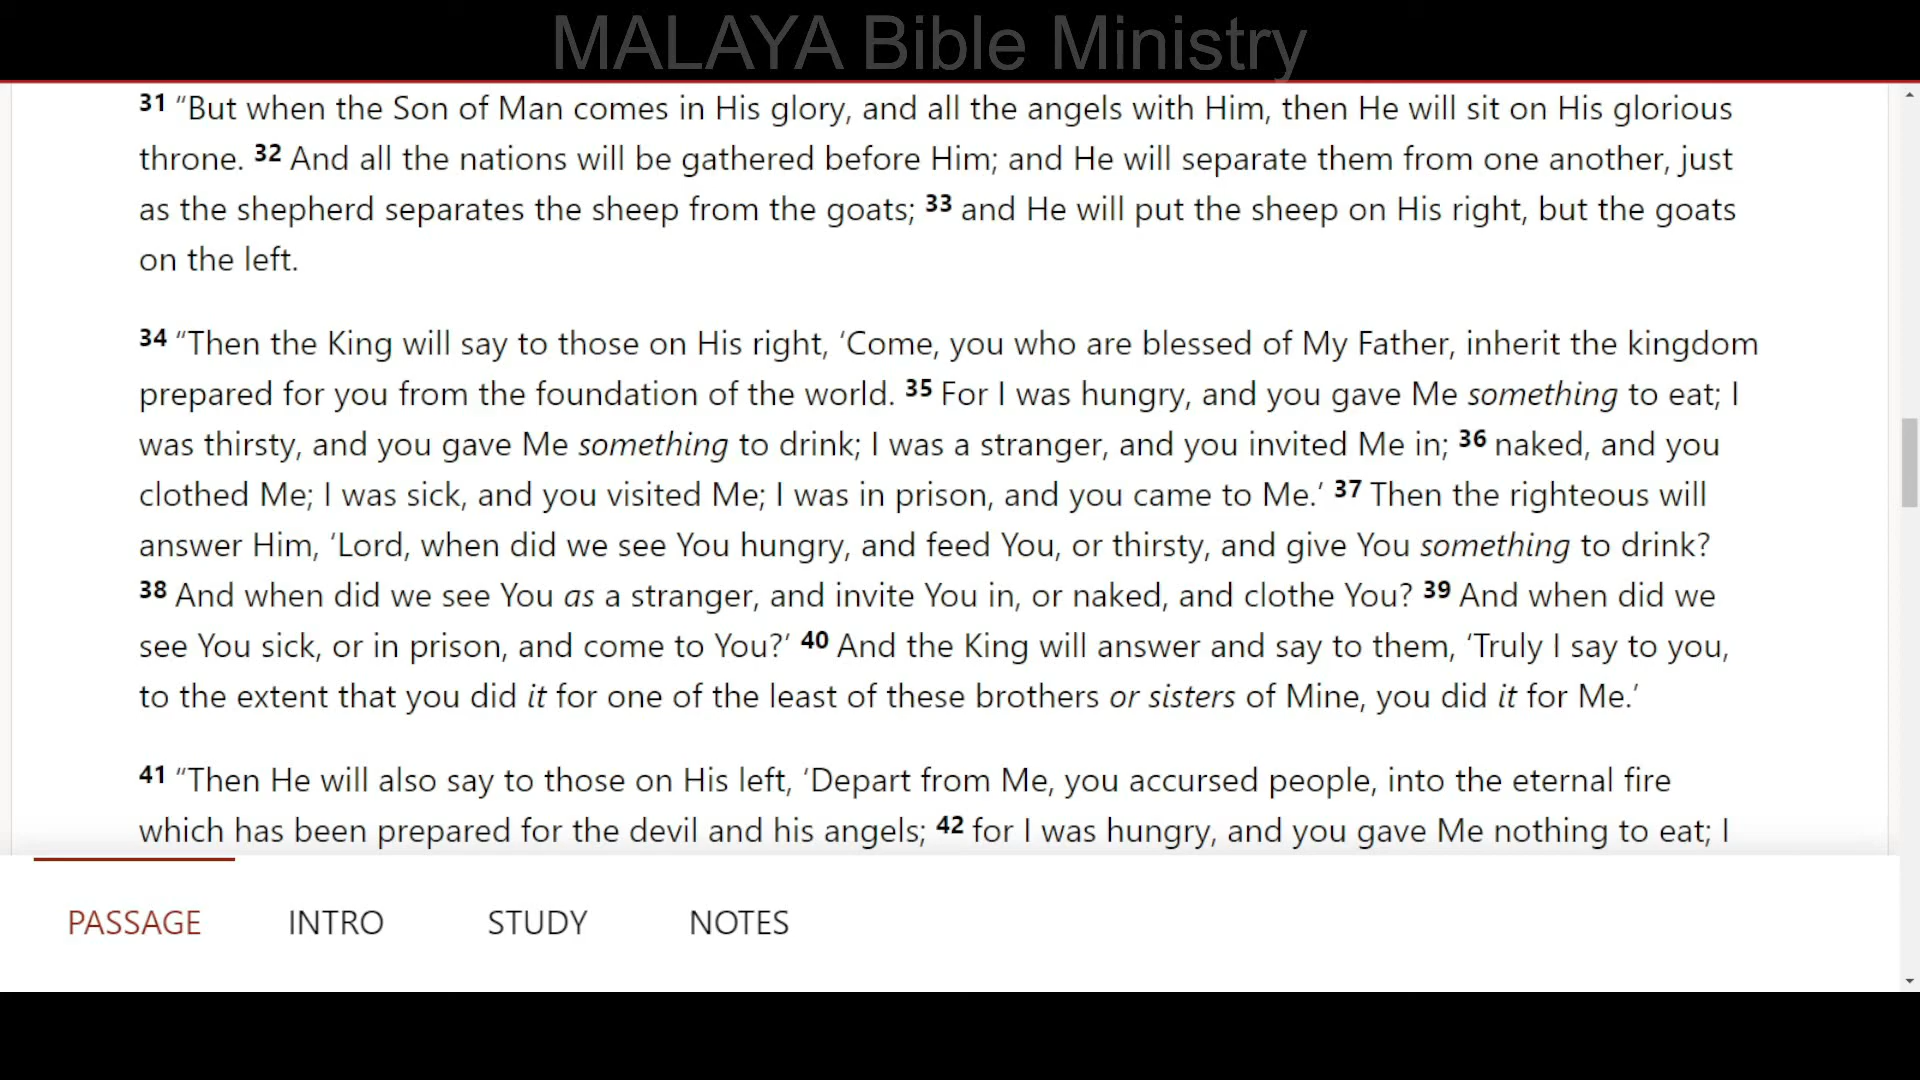 MALAYA Bible Ministry
31 “But when the Son of Man comes in His glory, and all the angels with Him, then He will sit on His glorious
throne. 32 And all the nations will be gathered before Him; and He will separate them from one another, just
as the shepherd separates the sheep from the goats; 33 and He will put the sheep on His right, but the goats
on the left.
34 “Then the King will say to those on His right, ‘Come, you who are blessed of My Father, inherit the kingdom
prepared for you from the foundation of the world. 35 For I was hungry, and you gave Me something to eat; I
was thirsty, and you gave Me something to drink; I was a stranger, and you invited Me in; 36 naked, and you
clothed Me; I was sick, and you visited Me; I was in prison, and you came to Me.’ 37 Then the righteous will
answer Him, ‘Lord, when did we see You hungry, and feed You, or thirsty, and give You something to drink?
38 And when did we see You as a stranger, and invite You in, or naked, and clothe You? 39 And when did we
see You sick, or in prison, and come to You?’ 40 And the King will answer and say to them, ‘Truly I say to you,
to the extent that you did it for one of the least of these brothers or sisters of Mine, you did it for Me.’
41 “Then He will also say to those on His left, ‘Depart from Me, you accursed people, into the eternal fire
which has been prepared for the devil and his angels; 42 for I was hungry, and you gave Me nothing to eat; I
PASSAGE INTRO STUDY NOTES